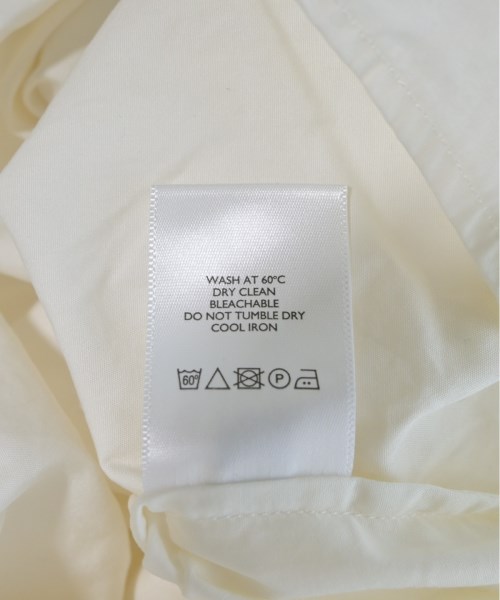 WASH AT 60°C
DRY CLEAN
BLEACHABLE
DO NOT TUMBLE DRY
COOL IRON
60° P